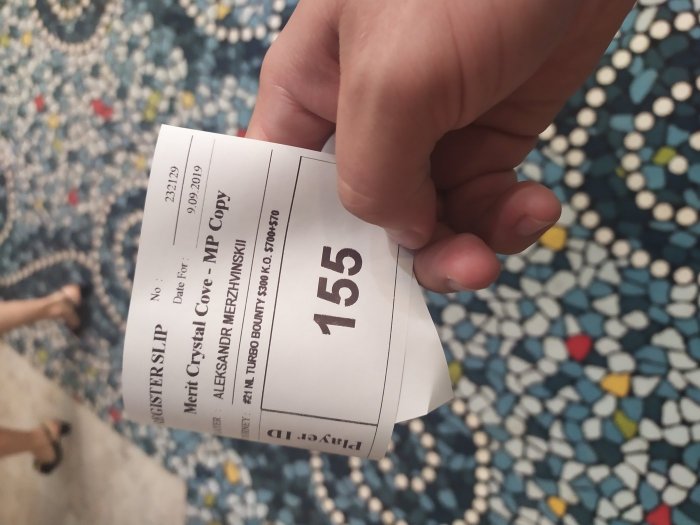 REGISTER SLIP
No : 232129
Date For : 9.09.2019
Merit Crystal Cove - MP Copy
ALEKSANDR MERZHVINSKII
#21 NL TURBO BOUNTY $300 K.O. $700+$70
155
Player ID